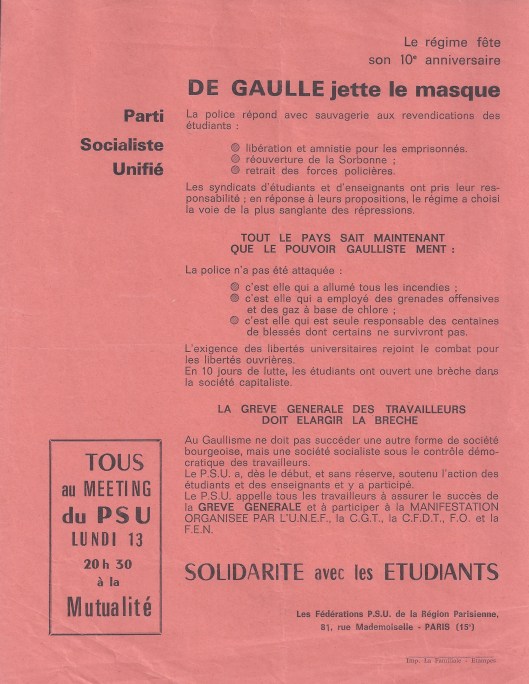 Le régime fête
son 10e anniversaire
DE GAULLE jette le masque
Parti
Socialiste
Unifié
La police répond avec sauvagerie aux revendications des
étudiants :
libération et amnistie pour les emprisonnés.
réouverture de la Sorbonne ;
retrait des forces policières.
Les syndicats d'étudiants et d'enseignants ont pris leur res-
ponsabilité ; en réponse à leurs propositions, le régime a choisi
la voie de la plus sanglante des répressions.
TOUT LE PAYS SAIT MAINTENANT
QUE LE POUVOIR GAULLISTE MENT :
La police n'a pas été attaquée :
c'est elle qui a allumé tous les incendies ;
c'est elle qui a employé des grenades offensives
et des gaz à base de chlore ;
c'est elle qui est seule responsable des centaines
de blessés dont certains ne survivront pas.
L'exigence des libertés universitaires rejoint le combat pour
les libertés ouvrières.
En 10 jours de lutte, les étudiants ont ouvert une brèche dans
la société capitaliste.
LA GREVE GENERALE DES TRAVAILLEURS
DOIT ELARGIR LA BRECHE
Au Gaullisme ne doit pas succéder une autre forme de société
bourgeoise, mais une société socialiste sous le contrôle démo-
cratique des travailleurs.
Le P.S.U. a, dès le début, et sans réserve, soutenu l'action des
étudiants et des enseignants et y a participé.
Le P.S.U. appelle tous les travailleurs à assurer le succès de
la GREVE GENERALE et à participer à la MANIFESTATION
ORGANISEE PAR L'U.N.E.F., la C.G.T., la C.F.D.T., F.O. et la
F.E.N.
TOUS
au MEETING
du PSU
LUNDI 13
20 h 30
à la
Mutualité
SOLIDARITE avec les ETUDIANTS
Les Fédérations P.S.U. de la Région Parisienne,
81, rue Mademoiselle - PARIS (15e)
Imp. La Familiale - Etampes